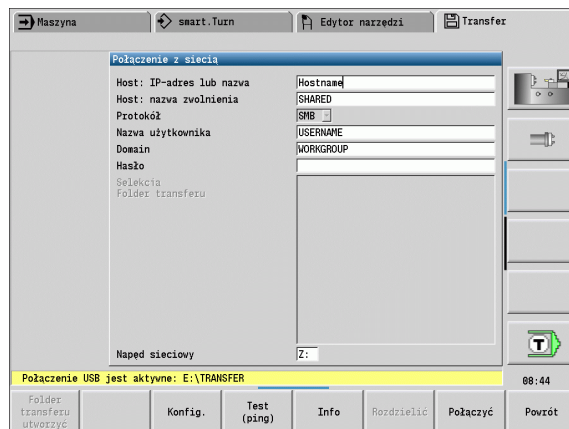 Maszyna
smart.Turn
Edytor narzędzi
Transfer
Połączenie z siecią
Host: IP-adres lub nazwa
Hostname
Host: nazwa zwolnienia
SHARED
Protokół
SMB
Nazwa użytkownika
USERNAME
Domain
WORKGROUP
Hasło
Selekcia
Folder transferu
Napęd sieciowy
Z:
T
Połączenie USB jest aktywne: E:\TRANSFER
08:44
Folder
transferu
utworzyć
Konfig.
Test
(ping)
Info
Rozdzielić
Połączyć
Powrót